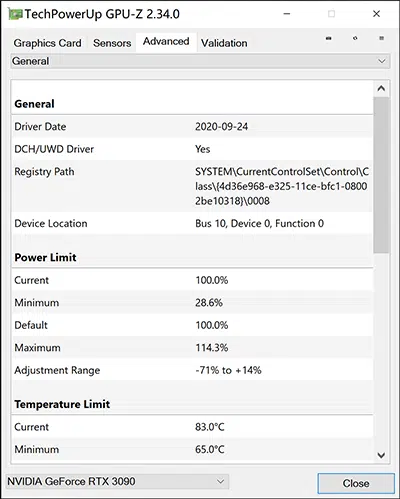 TechPowerUp GPU-Z 2.34.0
Graphics Card Sensors Advanced Validation
General
General
Driver Date 2020-09-24
DCH/UWD Driver Yes
Registry Path SYSTEM\CurrentControlSet\Control\C
lass\{4d36e968-e325-11ce-bfc1-0800
2be10318}\0008
Device Location Bus 10, Device 0, Function 0
Power Limit
Current 100.0%
Minimum 28.6%
Default 100.0%
Maximum 114.3%
Adjustment Range -71% to +14%
Temperature Limit
Current 83.0°C
Minimum 65.0°C
NVIDIA GeForce RTX 3090 Close